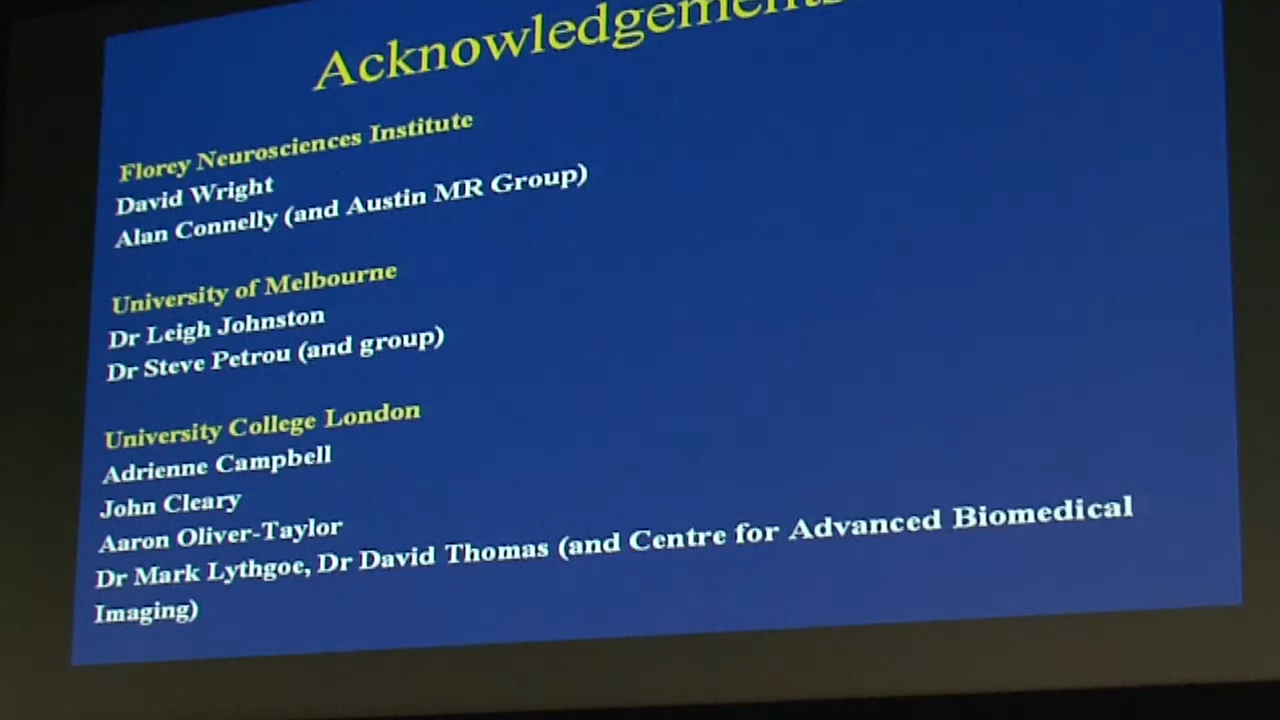 Acknowledgements
Florey Neurosciences Institute
David Wright
Alan Connelly (and Austin MR Group)
University of Melbourne
Dr Leigh Johnston
Dr Steve Petrou (and group)
University College London
Adrienne Campbell
John Cleary
Aaron Oliver-Taylor
Dr Mark Lythgoe, Dr David Thomas (and Centre for Advanced Biomedical
Imaging)